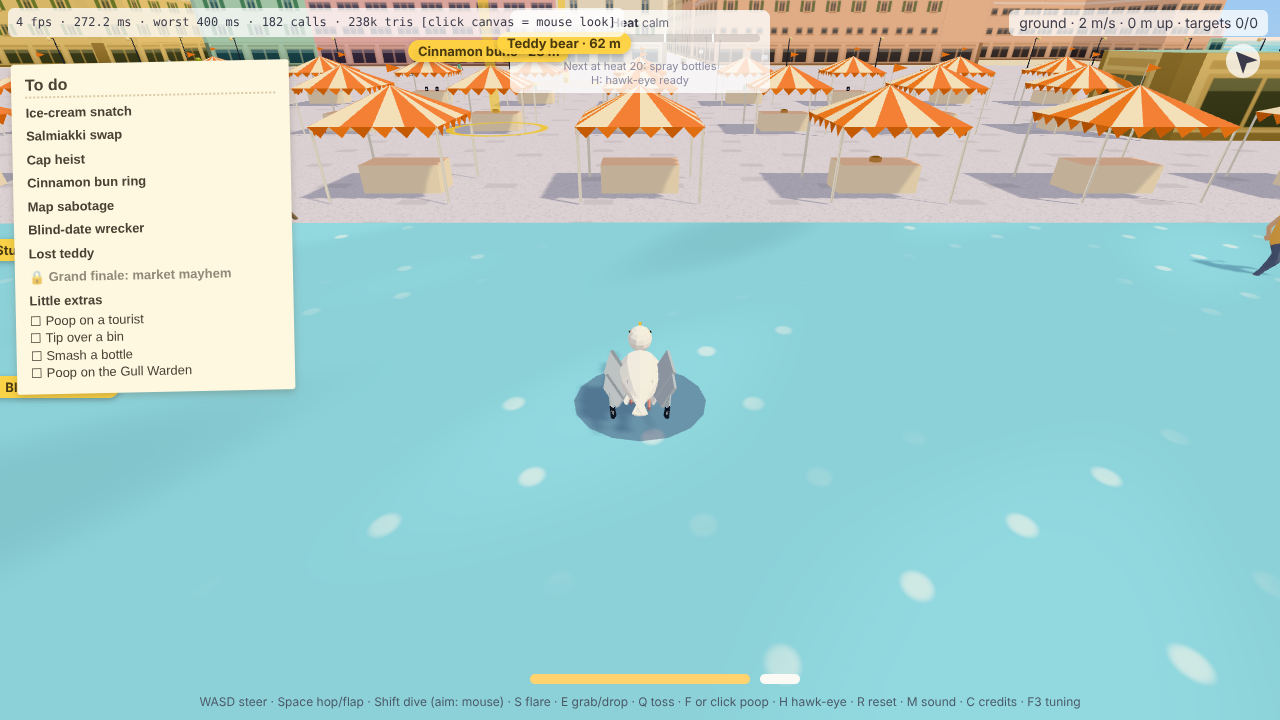 4 fps · 272.2 ms · worst 400 ms · 182 calls · 238k tris [click canvas = mouse look]
calm
ground · 2 m/s · 0 m up · targets 0/0
Teddy bear · 62 m
Cinnamon
Next at heat 20: spray bottles
H: hawk-eye ready
To do
Ice-cream snatch
Salmiakki swap
Cap heist
Cinnamon bun ring
Map sabotage
Blind-date wrecker
Lost teddy
🔒 Grand finale: market mayhem
Little extras
☐ Poop on a tourist
☐ Tip over a bin
☐ Smash a bottle
☐ Poop on the Gull Warden
WASD steer · Space hop/flap · Shift dive (aim: mouse) · S flare · E grab/drop · Q toss · F or click poop · H hawk-eye · R reset · M sound · C credits · F3 tuning